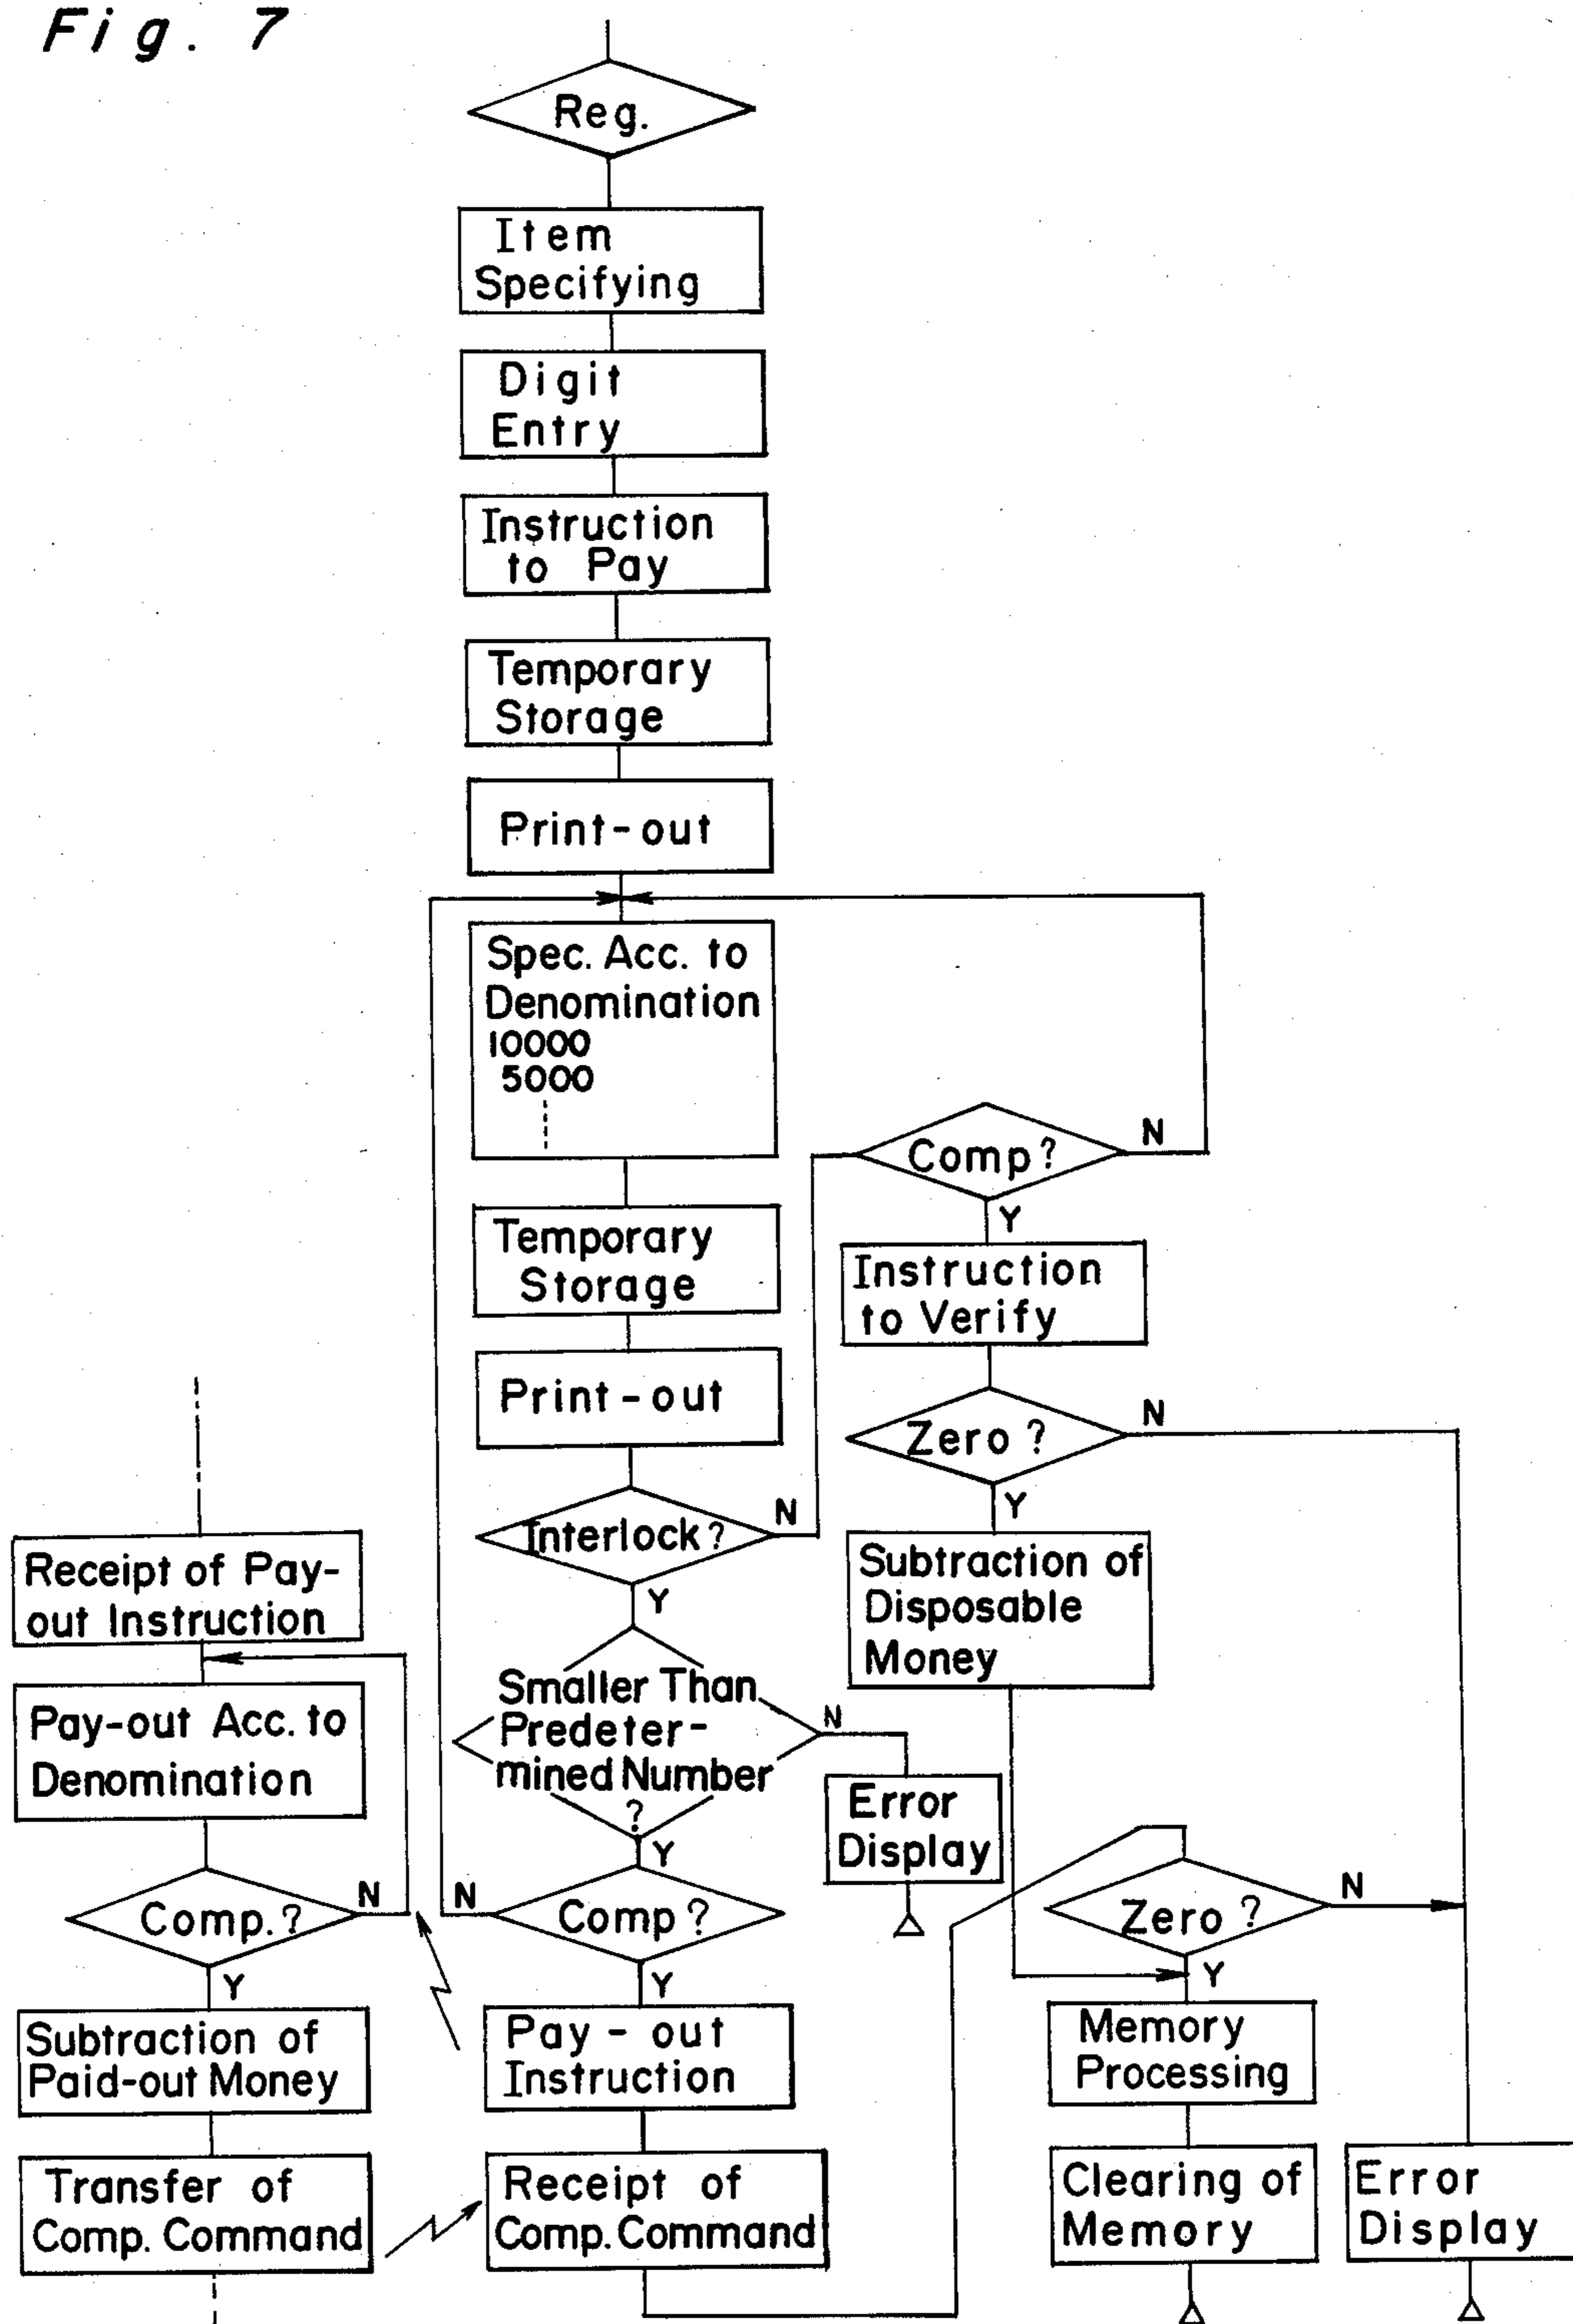 Fig. 7
Reg.
Item
Specifying
Digit
Entry
Instruction
to Pay
Temporary
Storage
Print-out
Spec. Acc. to
Denomination
10000
5000
Temporary
Storage
Print-out
Interlock?
N
Y
Smaller Than
Predeter-
mined Number
?
N
Y
Error
Display
Comp?
N
Y
Pay-out
Instruction
Receipt of
Comp. Command
Comp?
N
Y
Instruction
to Verify
Zero?
N
Y
Subtraction of
Disposable
Money
Zero?
N
Y
Memory
Processing
Clearing of
Memory
Error
Display
Receipt of Pay-
out Instruction
Pay-out Acc. to
Denomination
Comp.?
N
Y
Subtraction of
Paid-out Money
Transfer of
Comp. Command